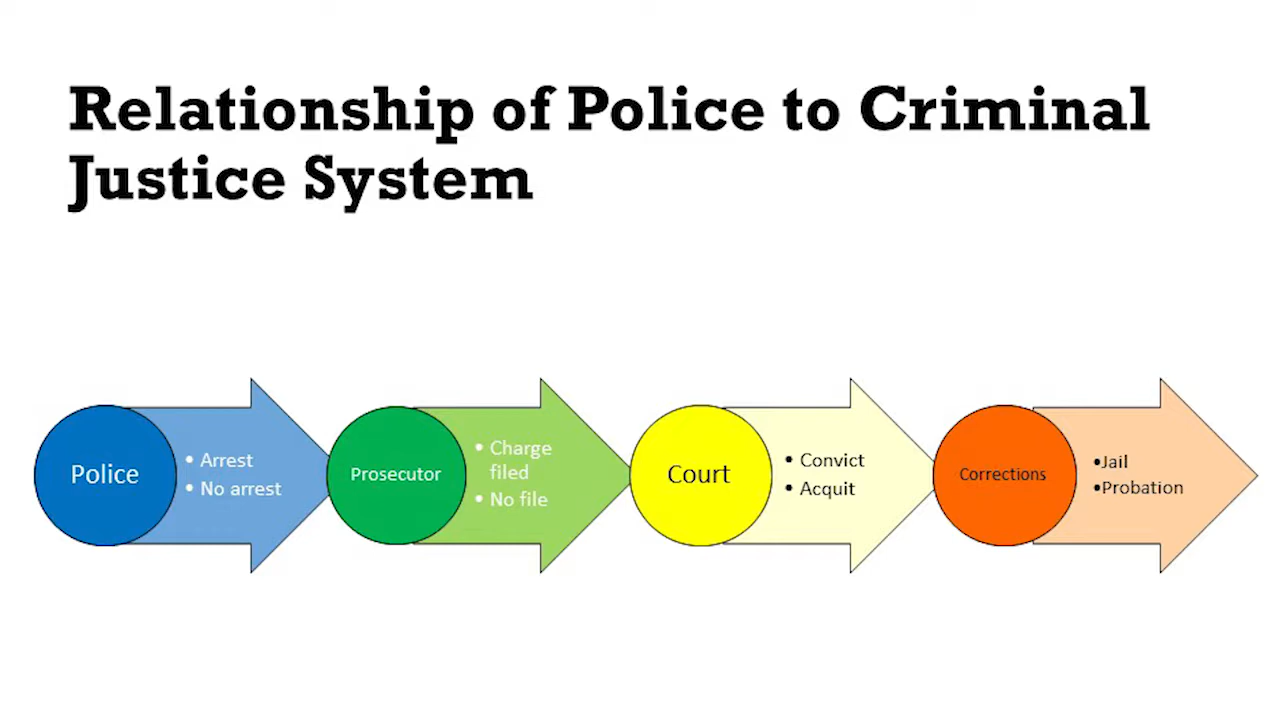 Relationship of Police to Criminal
Justice System
Police
• Arrest
• No arrest
Prosecutor
• Charge
filed
• No file
Court
• Convict
• Acquit
Corrections
•Jail
•Probation